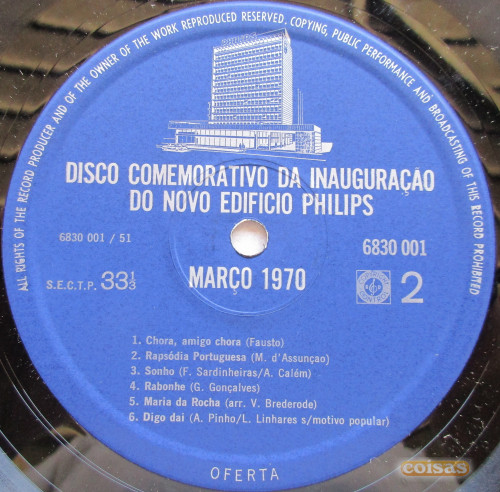 ALL RIGHTS OF THE RECORD PRODUCER AND OF THE OWNER OF THE WORK REPRODUCED RESERVED, COPYING, PUBLIC PERFORMANCE AND BROADCASTING OF THIS RECORD PROHIBITED
DISCO COMEMORATIVO DA INAUGURAÇAO
DO NOVO EDIFICIO PHILIPS
6830 001 / 51
6830 001
S.E.C.T.P. 33⅓
MARÇO 1970
2
1. Chora, amigo chora (Fausto)
2. Rapsódia Portuguesa (M. d'Assunçao)
3. Sonho (F. Sardinheiras/A. Calém)
4. Rabonhe (G. Gonçalves)
5. Maria da Rocha (arr. V. Brederode)
6. Digo dai (A. Pinho/L. Linhares s/motivo popular)
OFERTA
coisas